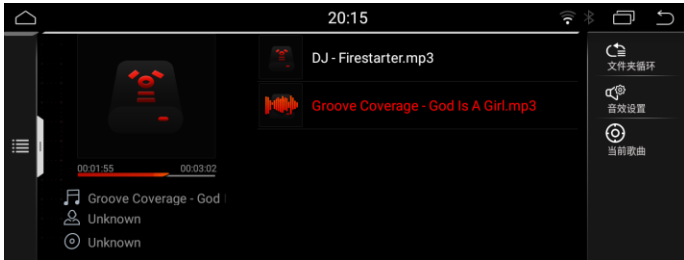 20:15
DJ - Firestarter.mp3
Groove Coverage - God Is A Girl.mp3
00:01:55 00:03:02
Groove Coverage - God
Unknown
Unknown
文件夹循环
音效设置
当前歌曲